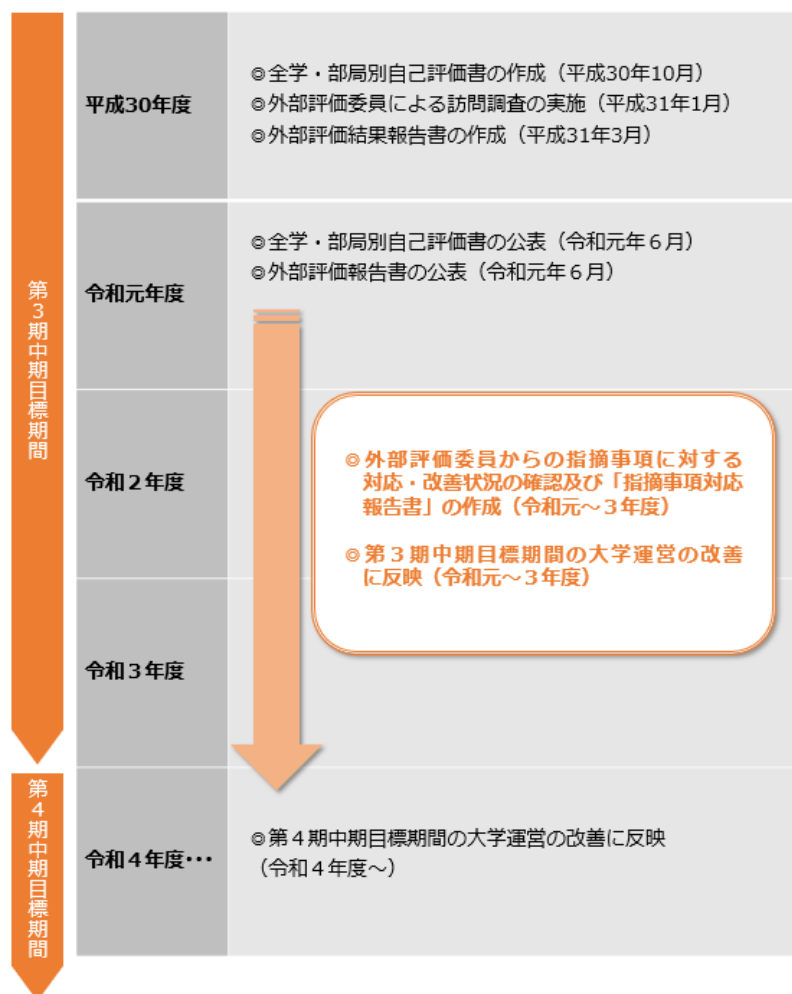 第３期中期目標期間
平成30年度
◎全学・部局別自己評価書の作成（平成30年10月）
◎外部評価委員による訪問調査の実施（平成31年1月）
◎外部評価結果報告書の作成（平成31年3月）
令和元年度
◎全学・部局別自己評価書の公表（令和元年６月）
◎外部評価報告書の公表（令和元年６月）
令和２年度
◎外部評価委員からの指摘事項に対する
対応・改善状況の確認及び「指摘事項対応
報告書」の作成（令和元～３年度）
◎第３期中期目標期間の大学運営の改善
に反映（令和元～３年度）
令和３年度
第４期中期目標期間
令和４年度・・・
◎第４期中期目標期間の大学運営の改善に反映
（令和４年度～）